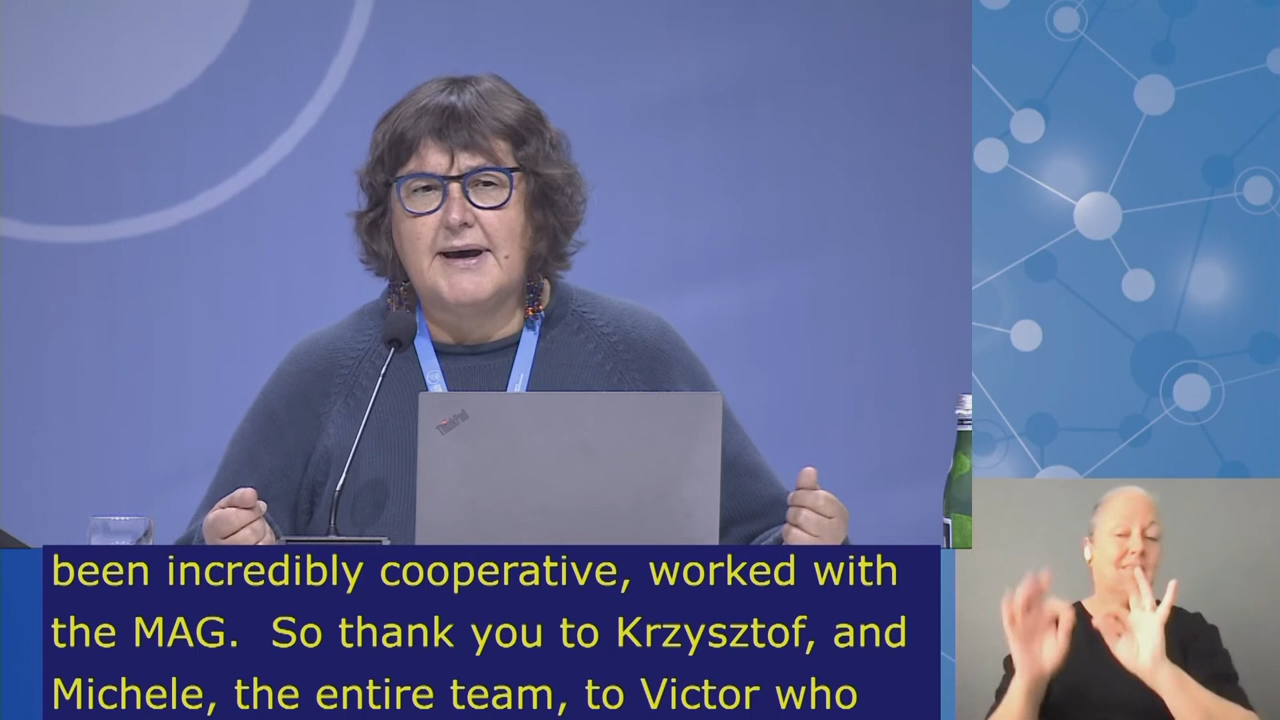 ThinkPad
been incredibly cooperative, worked with
the MAG.  So thank you to Krzysztof, and
Michele, the entire team, to Victor who